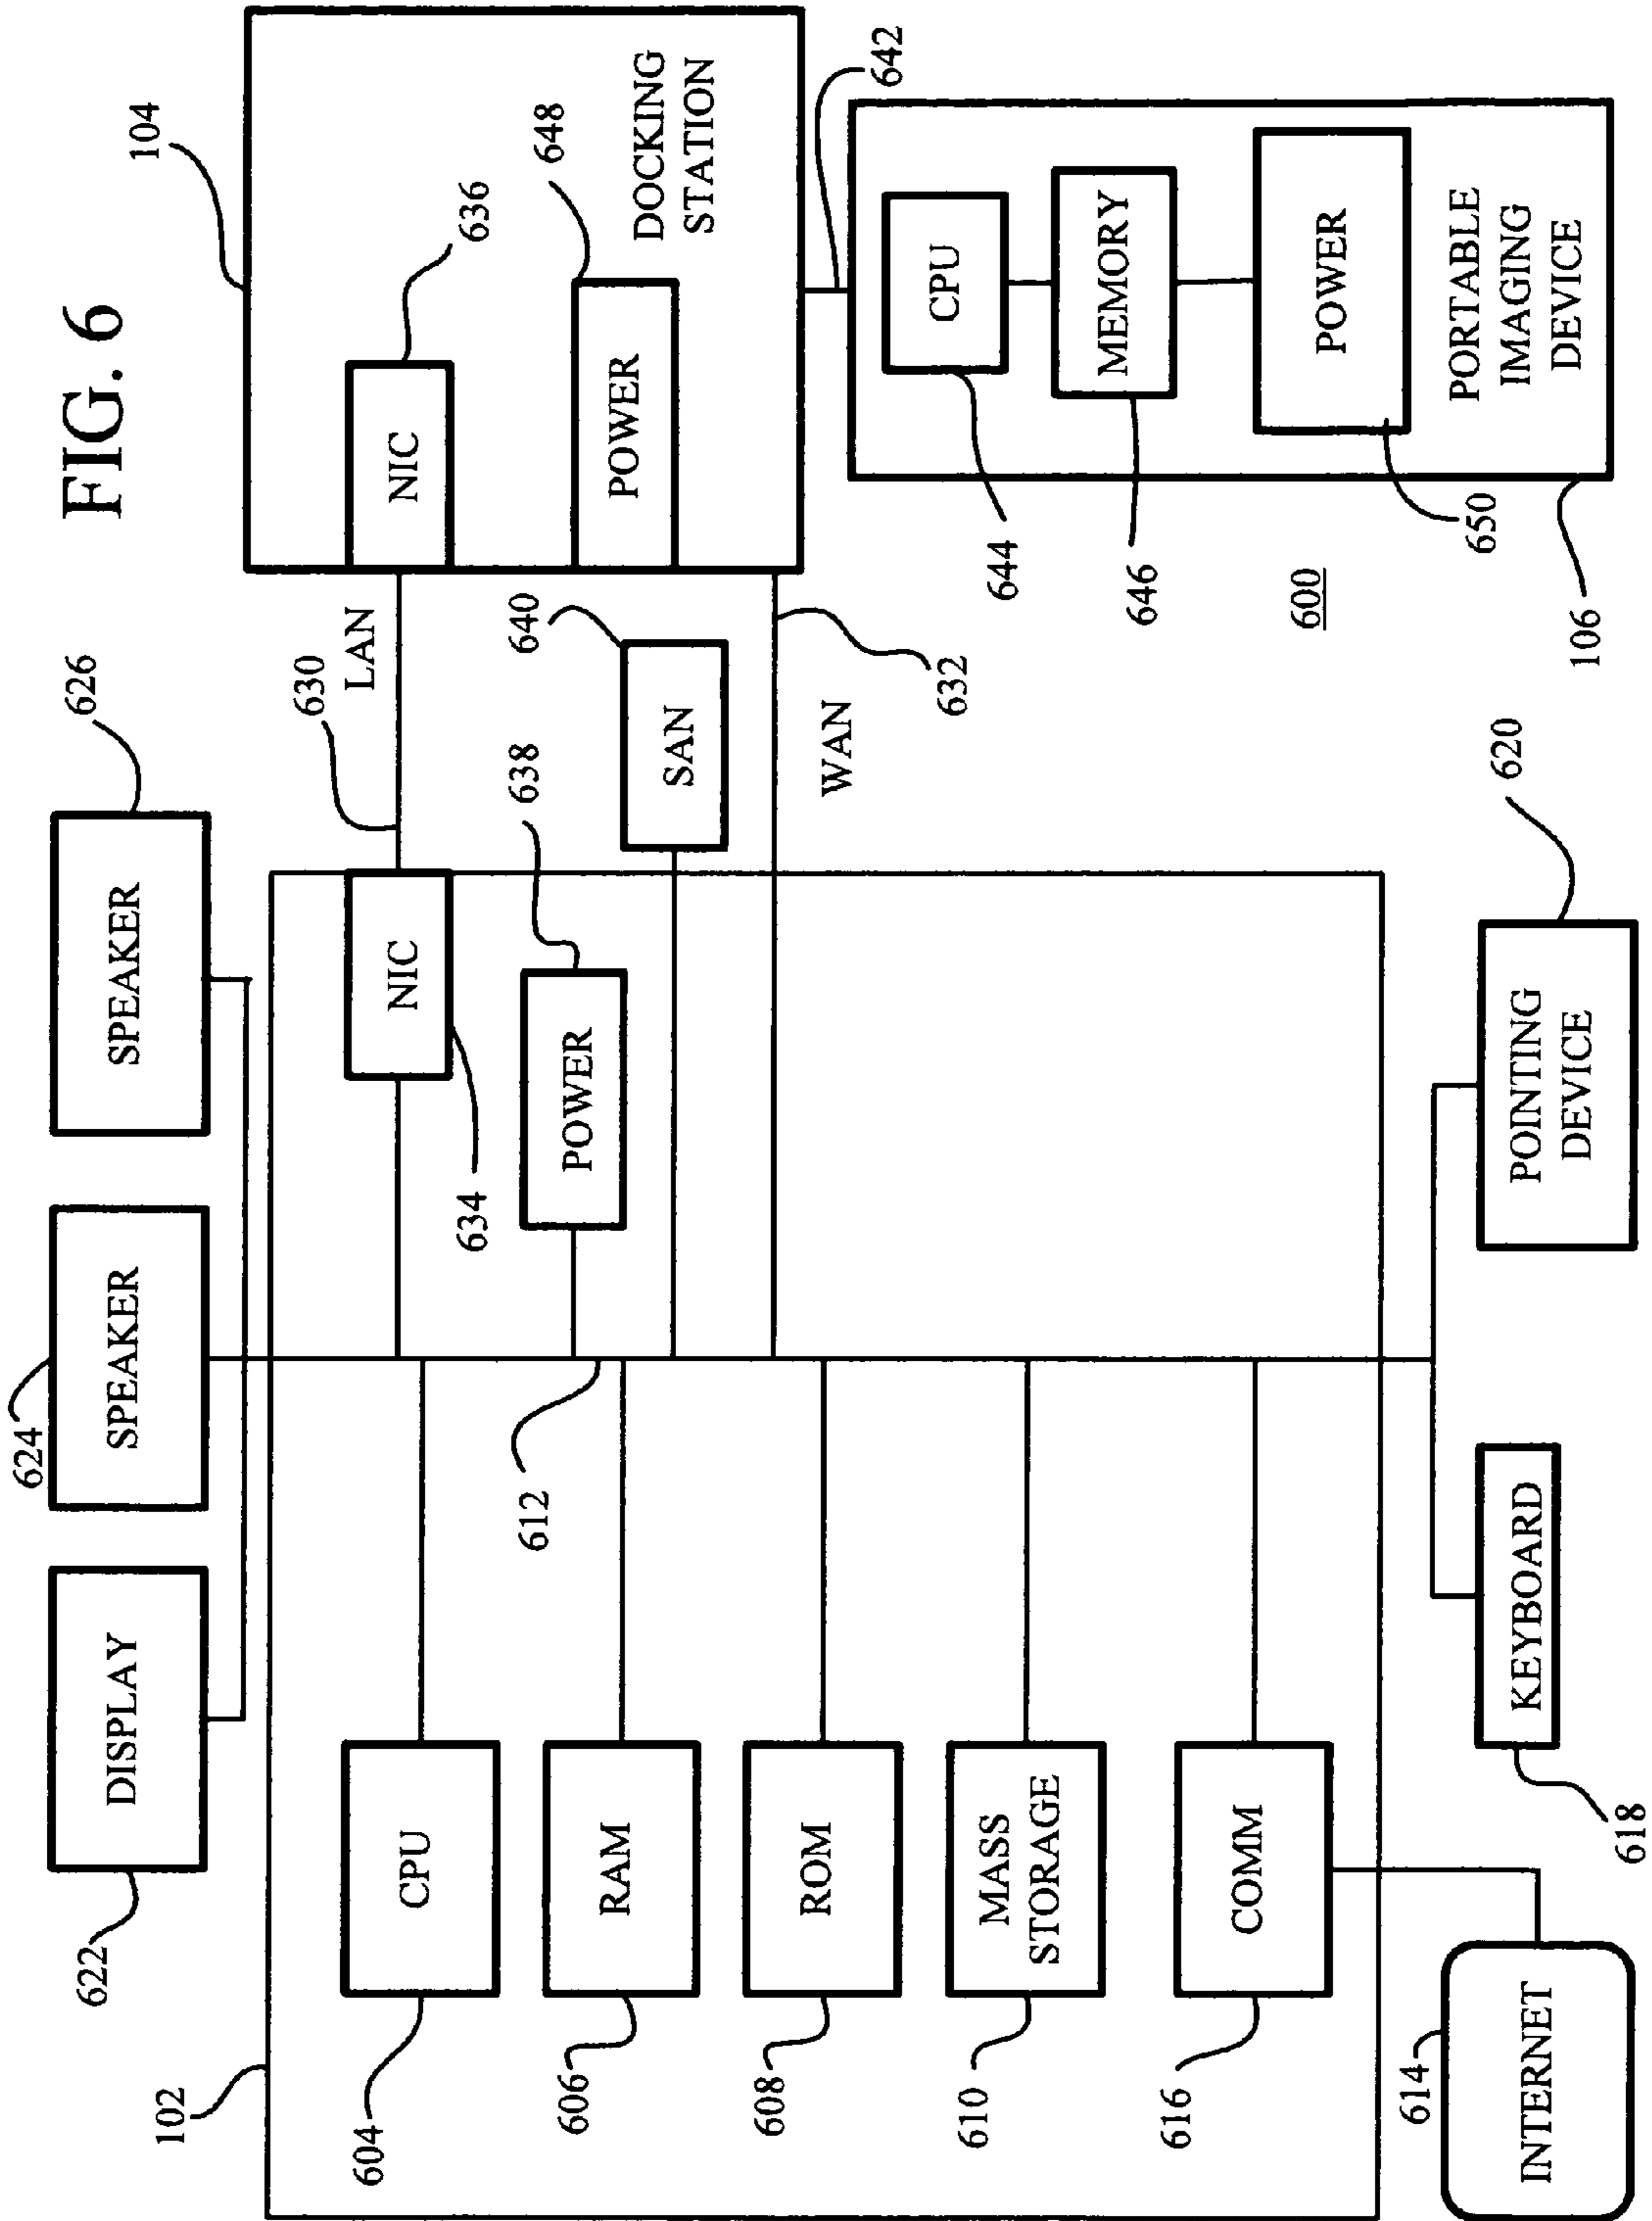 FIG. 6
622
DISPLAY
624
SPEAKER
SPEAKER
626
102
104
604
CPU
606
RAM
608
ROM
610
MASS
STORAGE
616
COMM
612
634
NIC
POWER
638
630
LAN
SAN
640
WAN
632
NIC
636
POWER
648
DOCKING
STATION
642
644
CPU
646
MEMORY
650
POWER
PORTABLE
IMAGING
DEVICE
106
600
614
INTERNET
618
KEYBOARD
POINTING
DEVICE
620